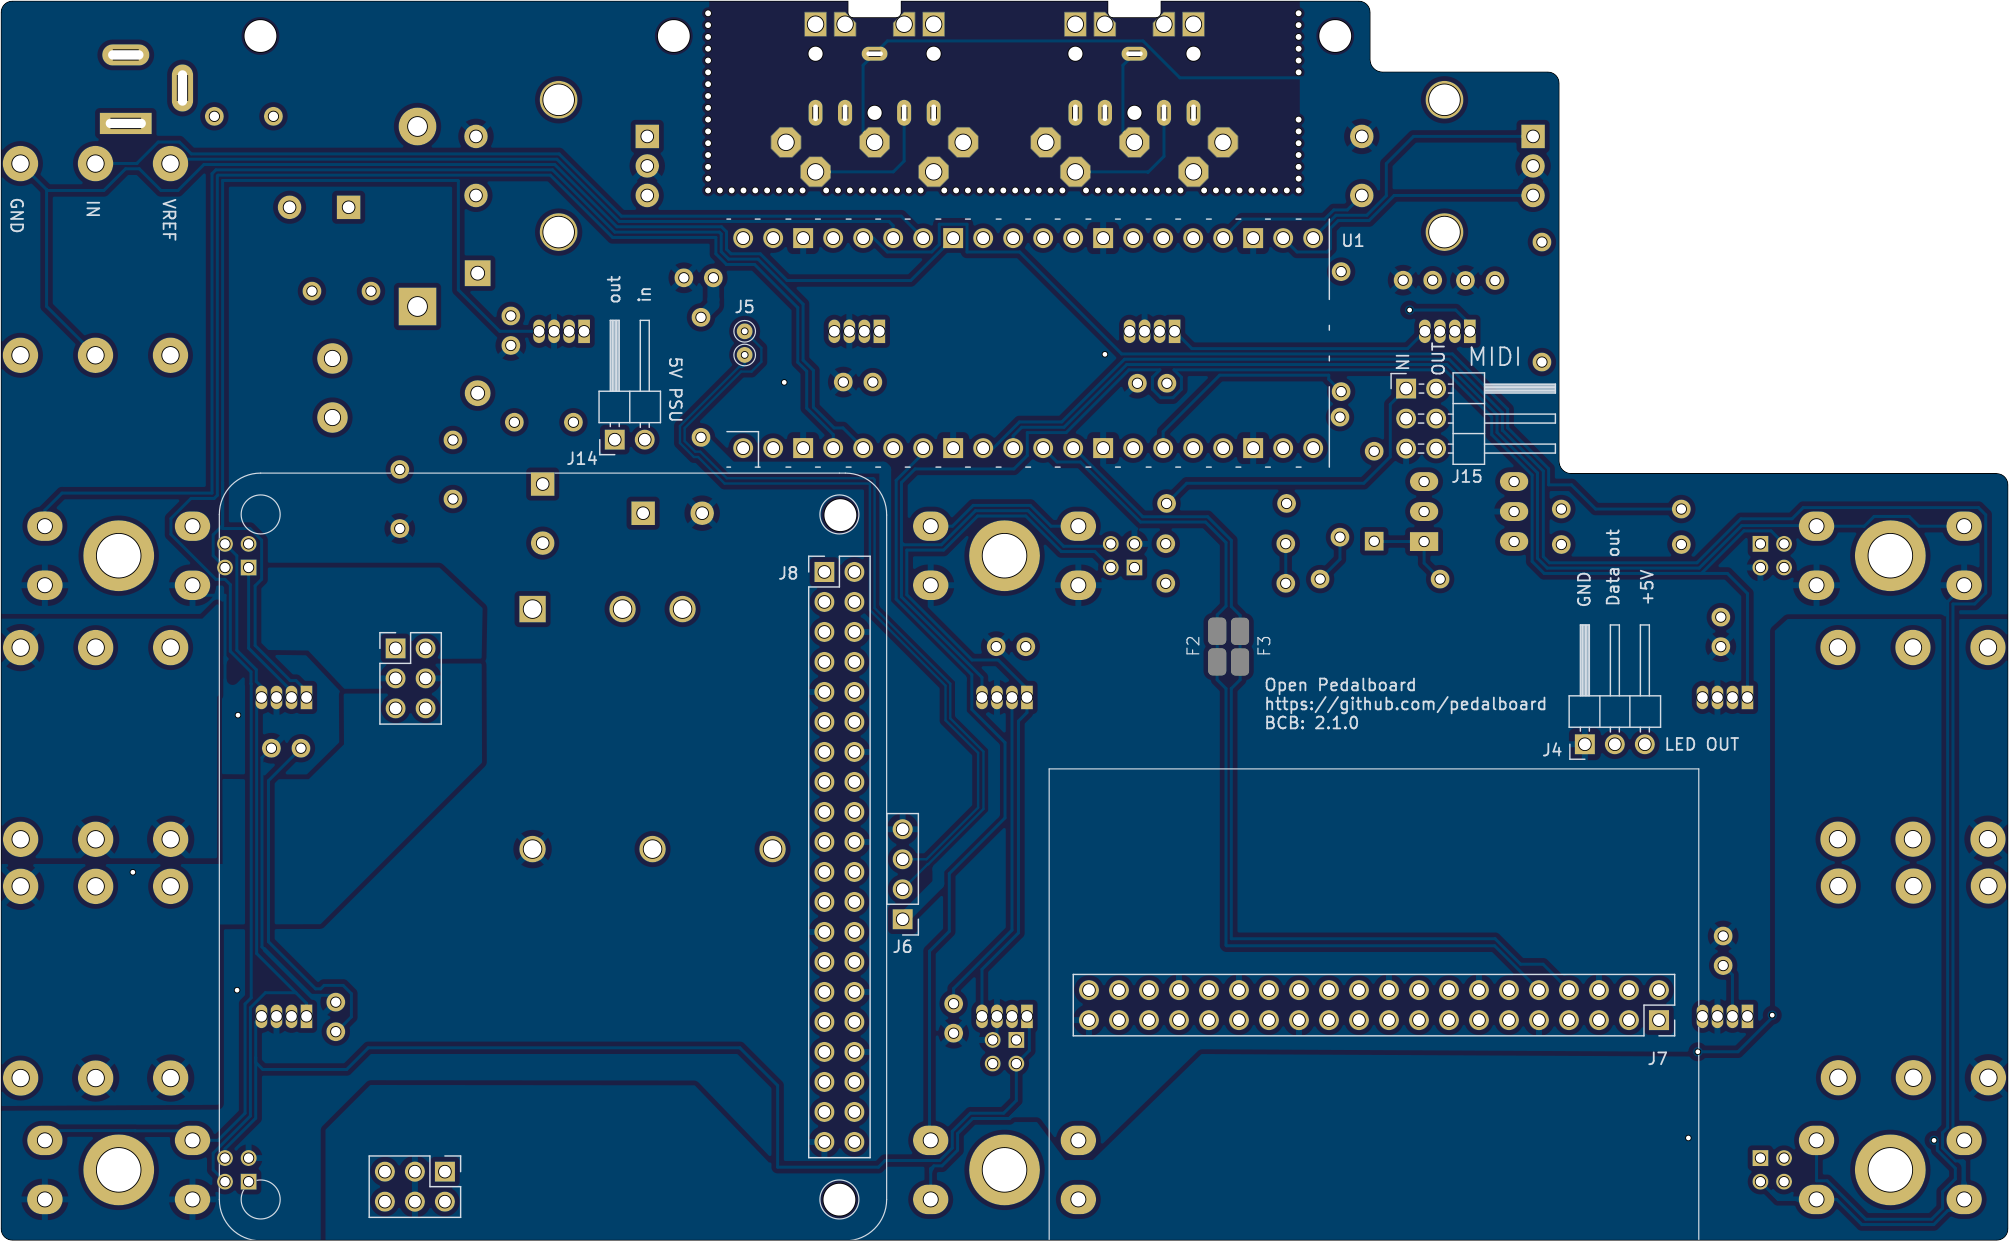 GND
IN
VREF
U1
out
in
J5
5V PSU
J14
IN
OUT
MIDI
J15
J8
GND
Data out
+5V
F2
F3
Open Pedalboard
https://github.com/pedalboard
BCB: 2.1.0
J4
LED OUT
J6
J7